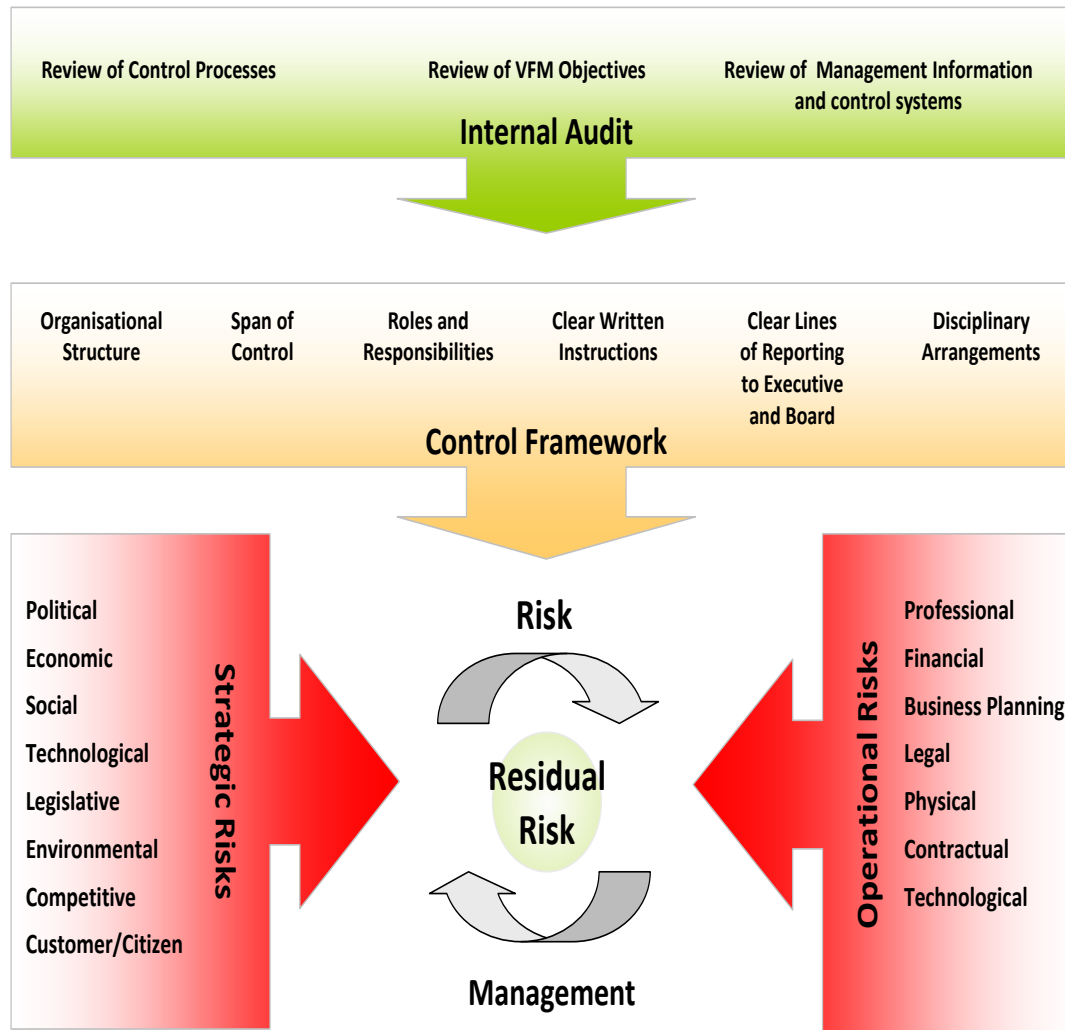 Review of Control Processes
Review of VFM Objectives
Review of Management Information
and control systems
Internal Audit
Organisational
Structure
Span of
Control
Roles and
Responsibilities
Clear Written
Instructions
Clear Lines
of Reporting
to Executive
and Board
Disciplinary
Arrangements
Control Framework
Political
Economic
Social
Technological
Legislative
Environmental
Competitive
Customer/Citizen
Strategic Risks
Risk
Residual
Risk
Management
Operational Risks
Professional
Financial
Business Planning
Legal
Physical
Contractual
Technological